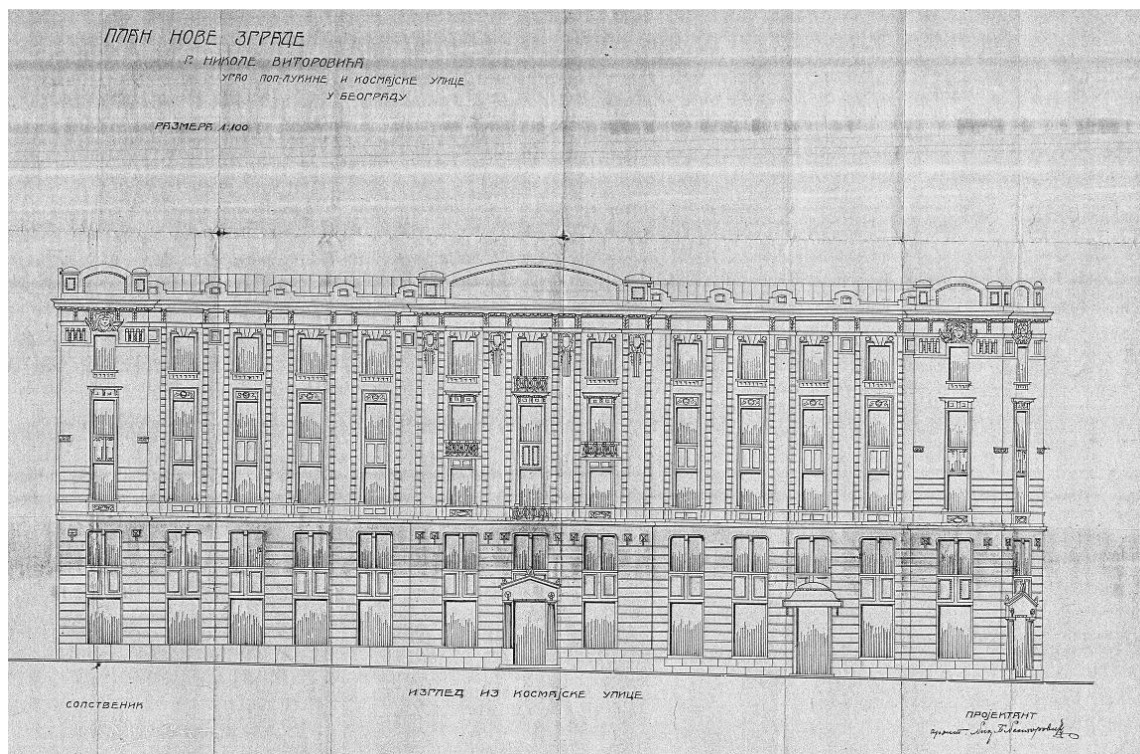 ПЛАН НОВЕ ЗГРАДЕ
Г. НИКОЛЕ ВИТОРОВИЋА
УГАО ПОП-ЛУКИНЕ И КОСМАЈСКЕ УЛИЦЕ
У БЕОГРАДУ
РАЗМЕРА 1:100
ИЗГЛЕД ИЗ КОСМАЈСКЕ УЛИЦЕ
СОПСТВЕНИК
ПРОЈЕКТАНТ